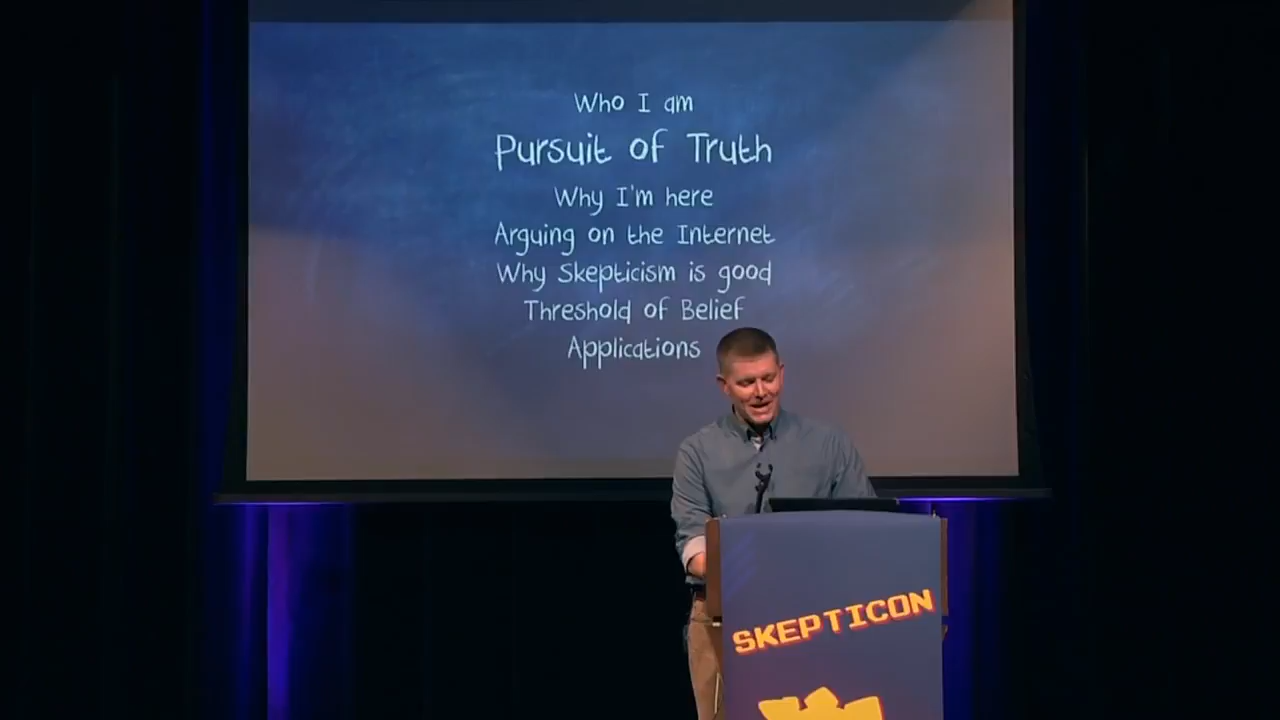 Who I am
Pursuit of Truth
Why I'm here
Arguing on the Internet
Why Skepticism is good
Threshold of Belief
Applications
SKEPTICON